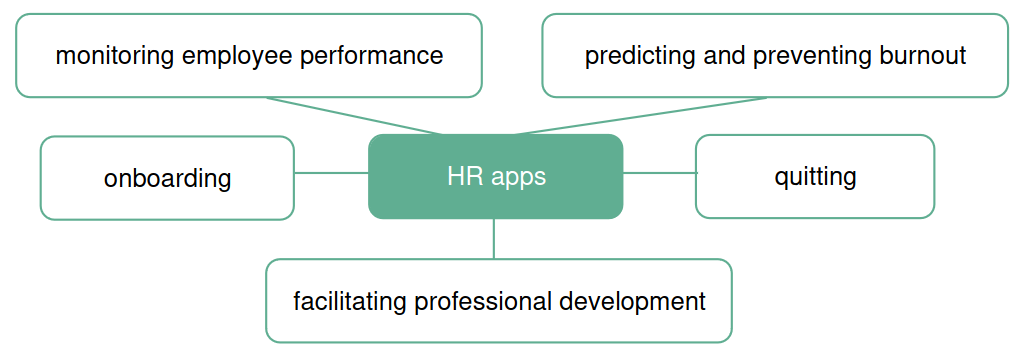 monitoring employee performance
predicting and preventing burnout
onboarding
HR apps
quitting
facilitating professional development